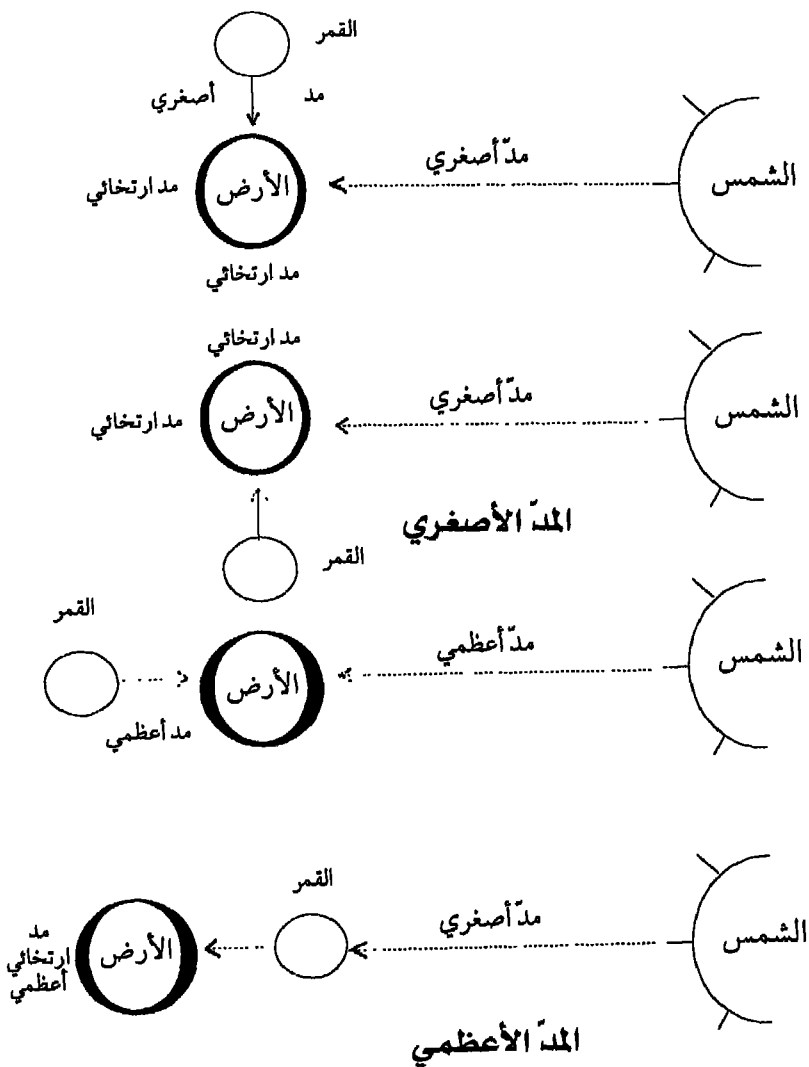 القمر
مد أصغري
مدّ أصغري
الشمس
الأرض
مد ارتخائي
مد ارتخائي
مد ارتخائي
مدّ أصغري
الشمس
الأرض
مد ارتخائي
المدّ الأصغري
القمر
القمر
مدّ أعظمي
الشمس
الأرض
مد أعظمي
القمر
مدّ أصغري
الشمس
الأرض
مد
ارتخائي
أعظمي
المدّ الأعظمي